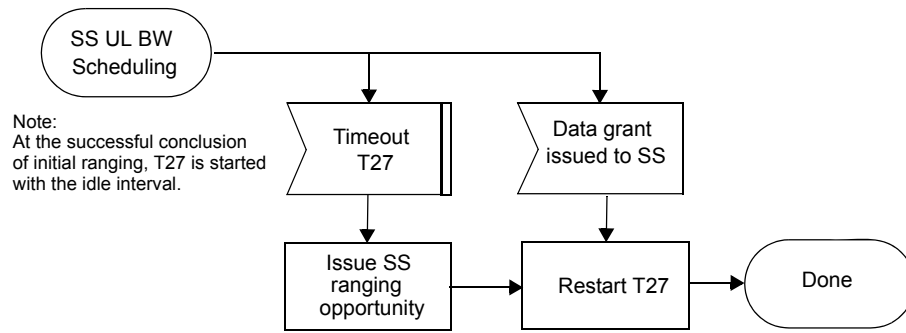 SS UL BW
Scheduling
Note:
At the successful conclusion
of initial ranging, T27 is started
with the idle interval.
Timeout
T27
Data grant
issued to SS
Issue SS
ranging
opportunity
Restart T27
Done